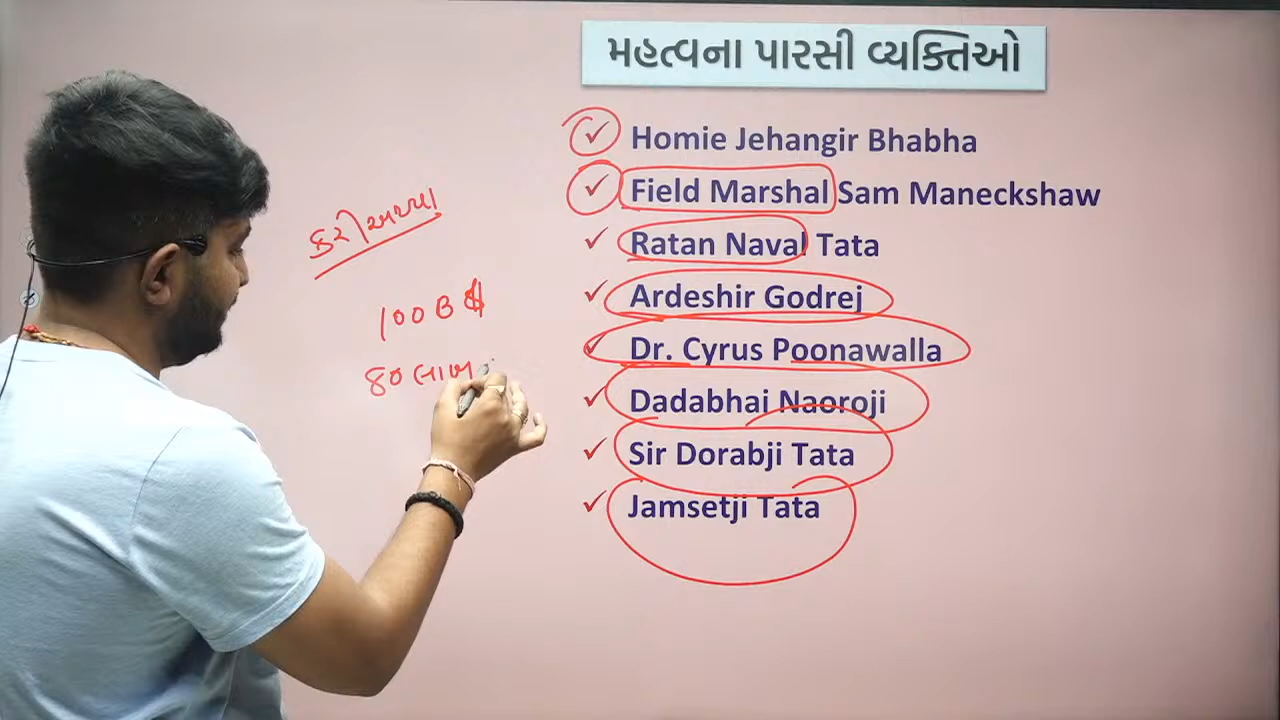 મહત્વના પારસી વ્યક્તિઓ
Homie Jehangir Bhabha
Field Marshal Sam Maneckshaw
Ratan Naval Tata
Ardeshir Godrej
Dr. Cyrus Poonawalla
Dadabhai Naoroji
Sir Dorabji Tata
Jamsetji Tata
100 B $
લાખ